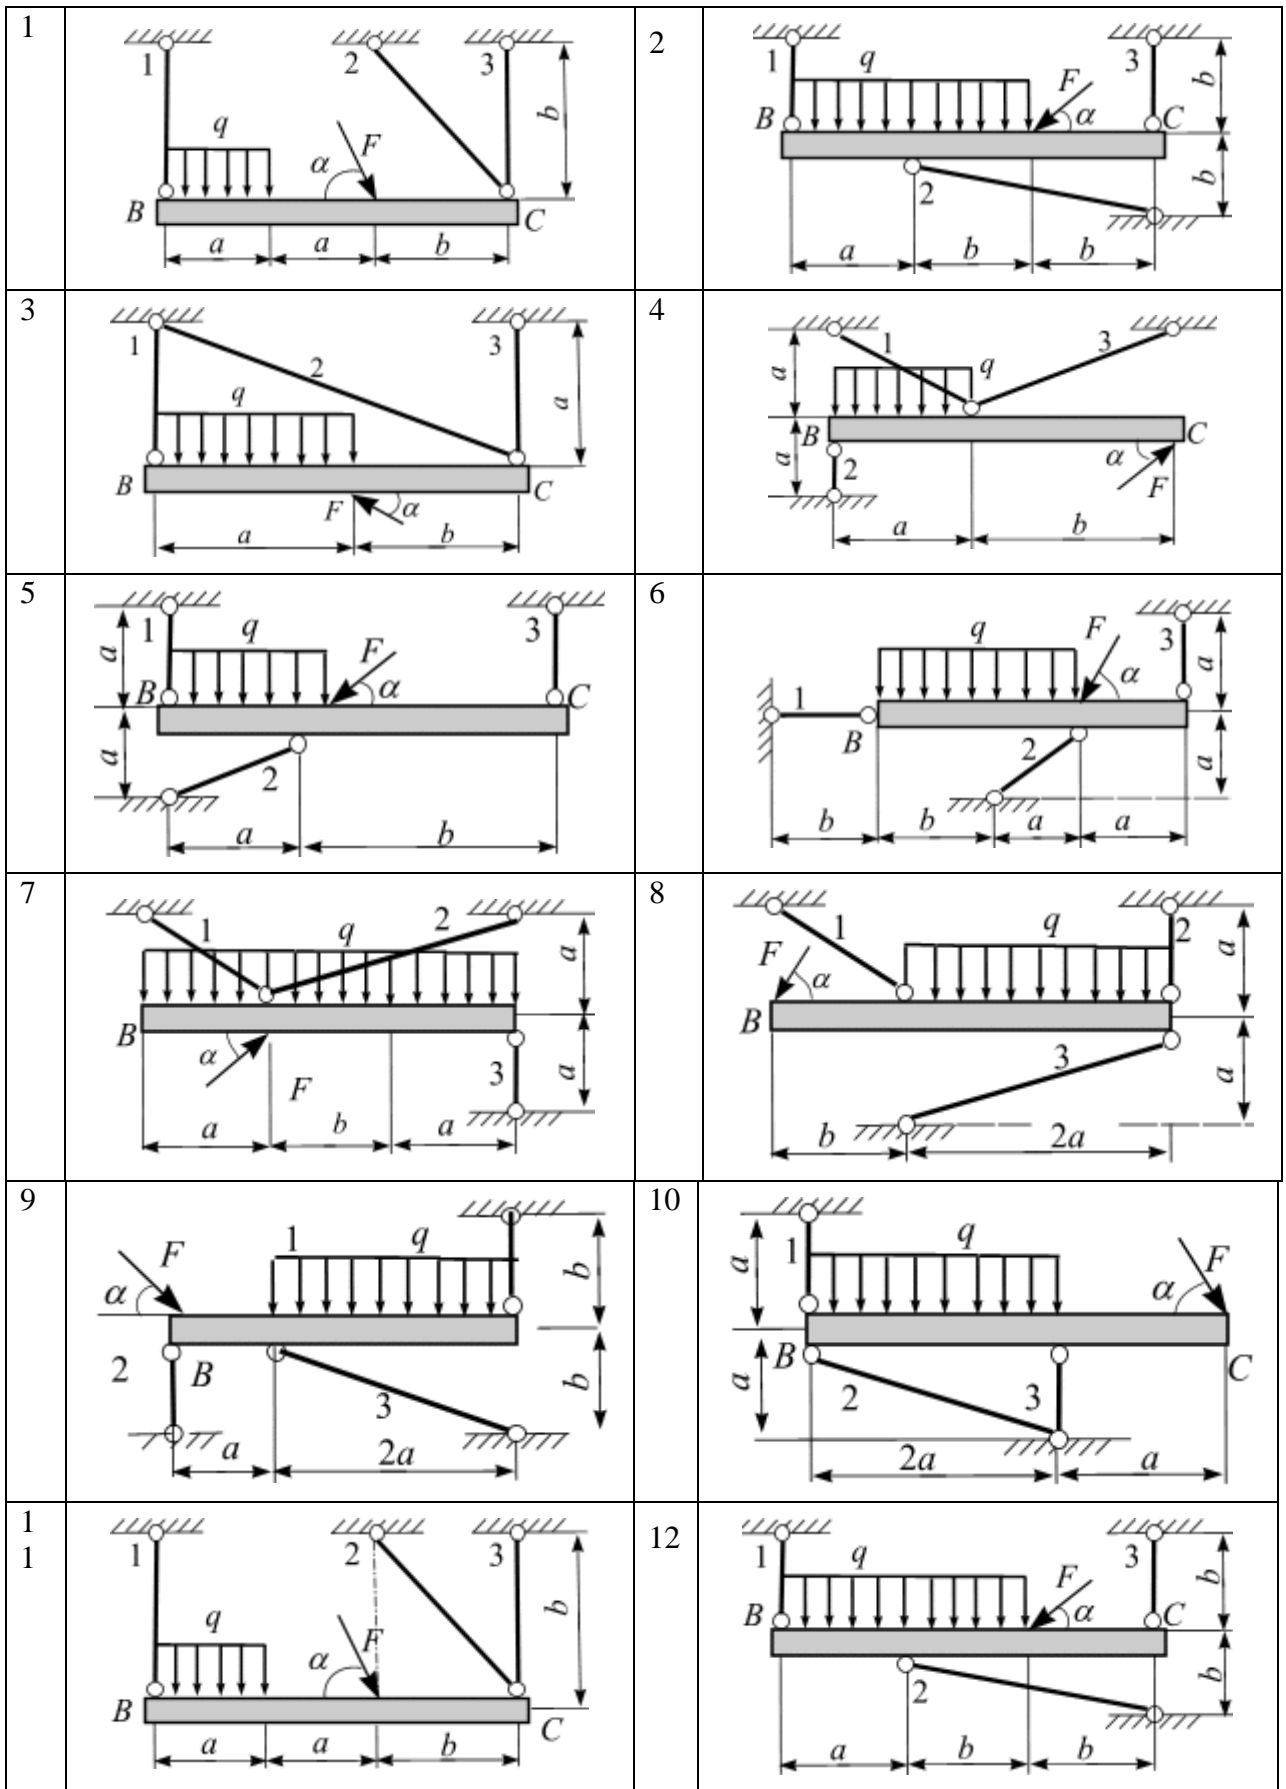 1
1 2 3
q
α F
b
B C
a a b
2
1 q 3
F
B α C
b
2
b
a b b
3
1 2 3
q
a
B C
F α
a b
4
1 3
a q
B C
a 2 α F
a b
5
1 q 3
a F
B α C
a 2
a b
6
q F 3
1 α a
B 2
a
b b a a
7
1 q 2
a
B
α F 3
a
a b a
8
1 q 2
F α a
B
3
a
b 2a
9
F 1 q
α b
2 B
3 b
a 2a
10
a 1 q F
α
B C
a 2 3
2a a
1
1
1 2 3
q
α F
b
B C
a a b
12
1 q 3
F
B α C
b
2
b
a b b